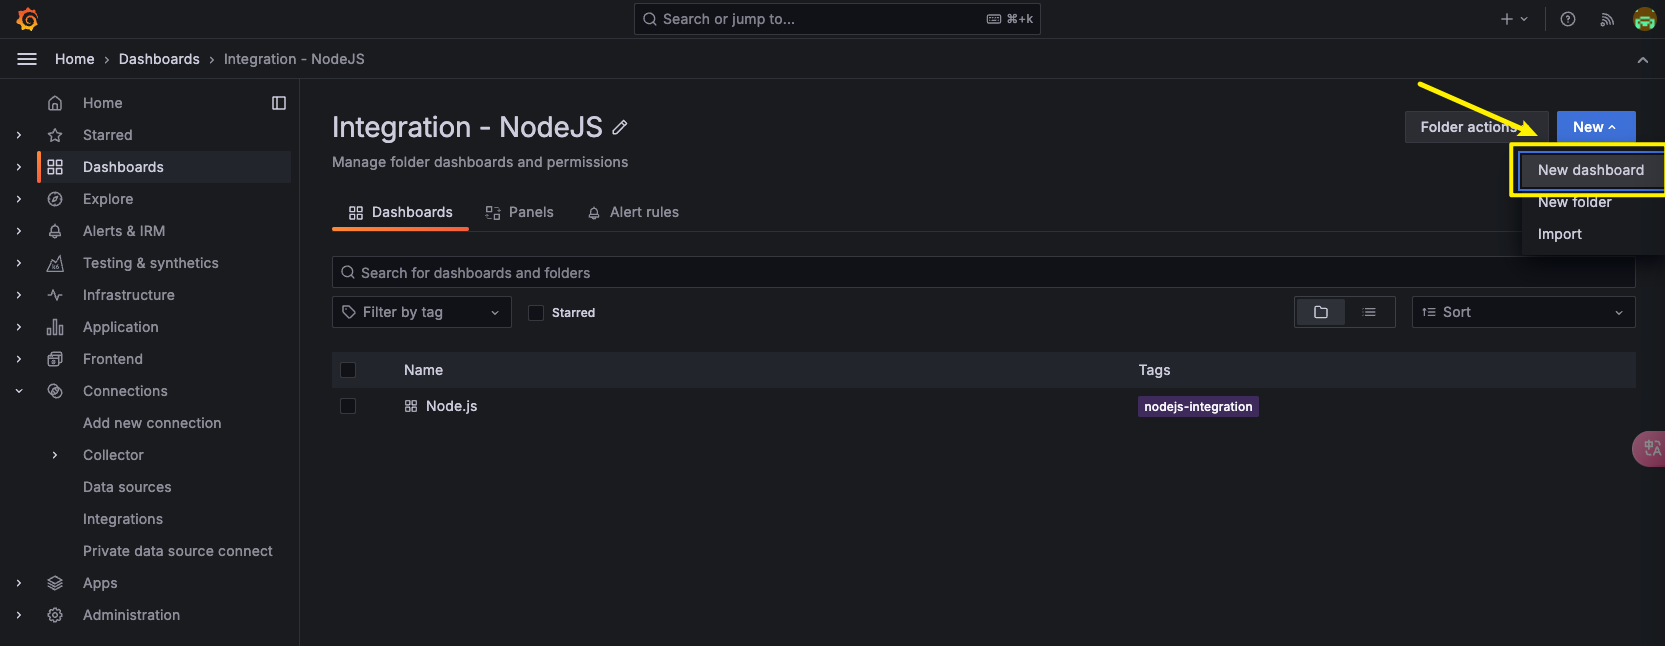 Search or jump to... ⌘+k
Home › Dashboards › Integration - NodeJS
Home
Starred
Dashboards
Explore
Alerts & IRM
Testing & synthetics
Infrastructure
Application
Frontend
Connections
Add new connection
Collector
Data sources
Integrations
Private data source connect
Apps
Administration
Integration - NodeJS
Manage folder dashboards and permissions
Folder actions
New
New dashboard
New folder
Import
Dashboards Panels Alert rules
Search for dashboards and folders
Filter by tag Starred Sort
Name Tags
Node.js nodejs-integration